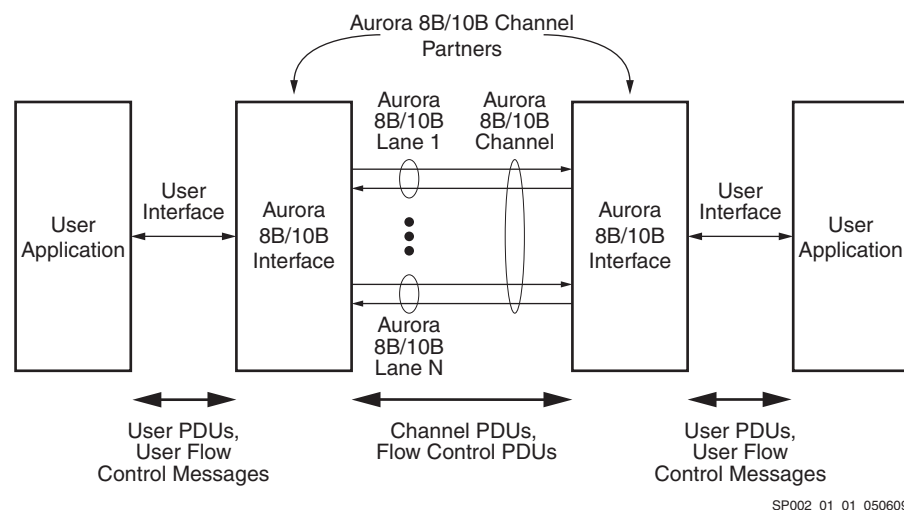 Aurora 8B/10B Channel
Partners
Aurora
8B/10B
Lane 1
Aurora
8B/10B
Channel
User
Application
User
Interface
Aurora
8B/10B
Interface
Aurora
8B/10B
Interface
User
Interface
User
Application
Aurora
8B/10B
Lane N
User PDUs,
User Flow
Control Messages
Channel PDUs,
Flow Control PDUs
User PDUs,
User Flow
Control Messages
SP002_01_01_050609